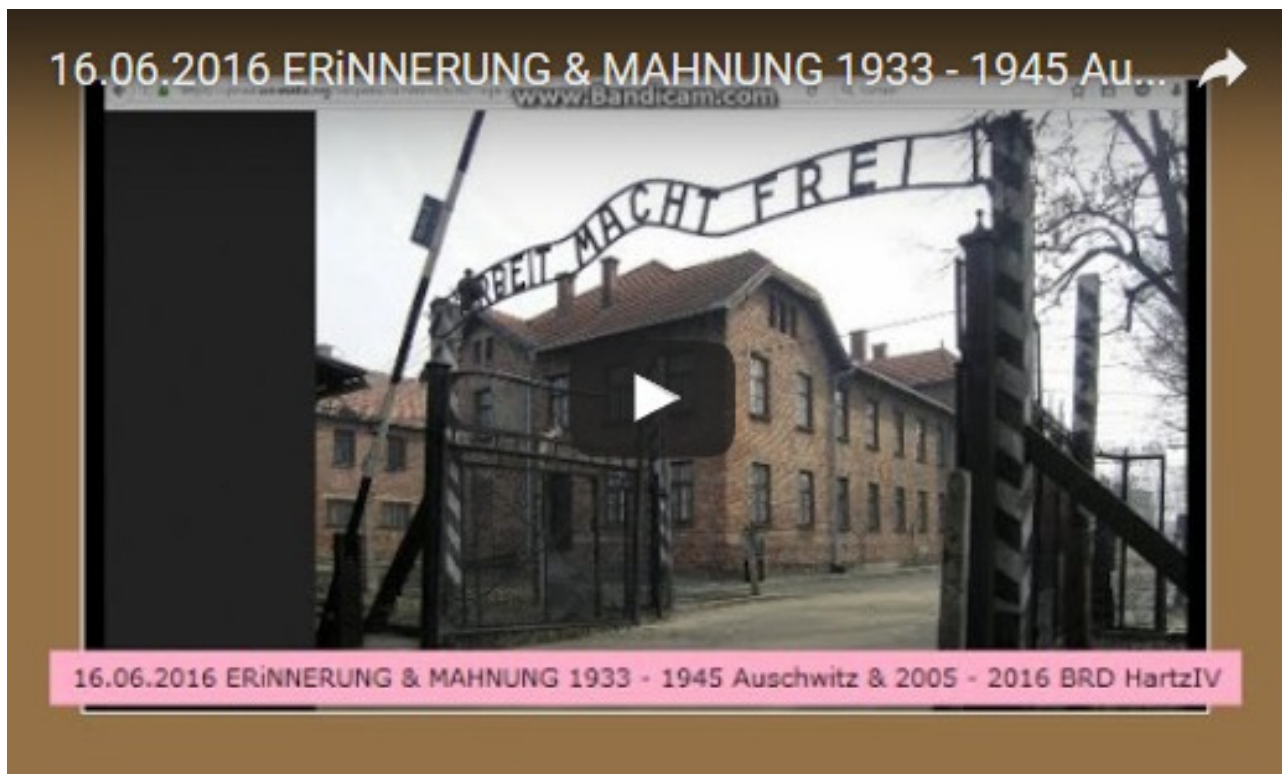 16.06.2016 ERiNNERUNG & MAHNUNG 1933 - 1945 Au...
www.Bandicam.com
ARBEIT MACHT FREI
16.06.2016 ERiNNERUNG & MAHNUNG 1933 - 1945 Auschwitz & 2005 - 2016 BRD HartzIV